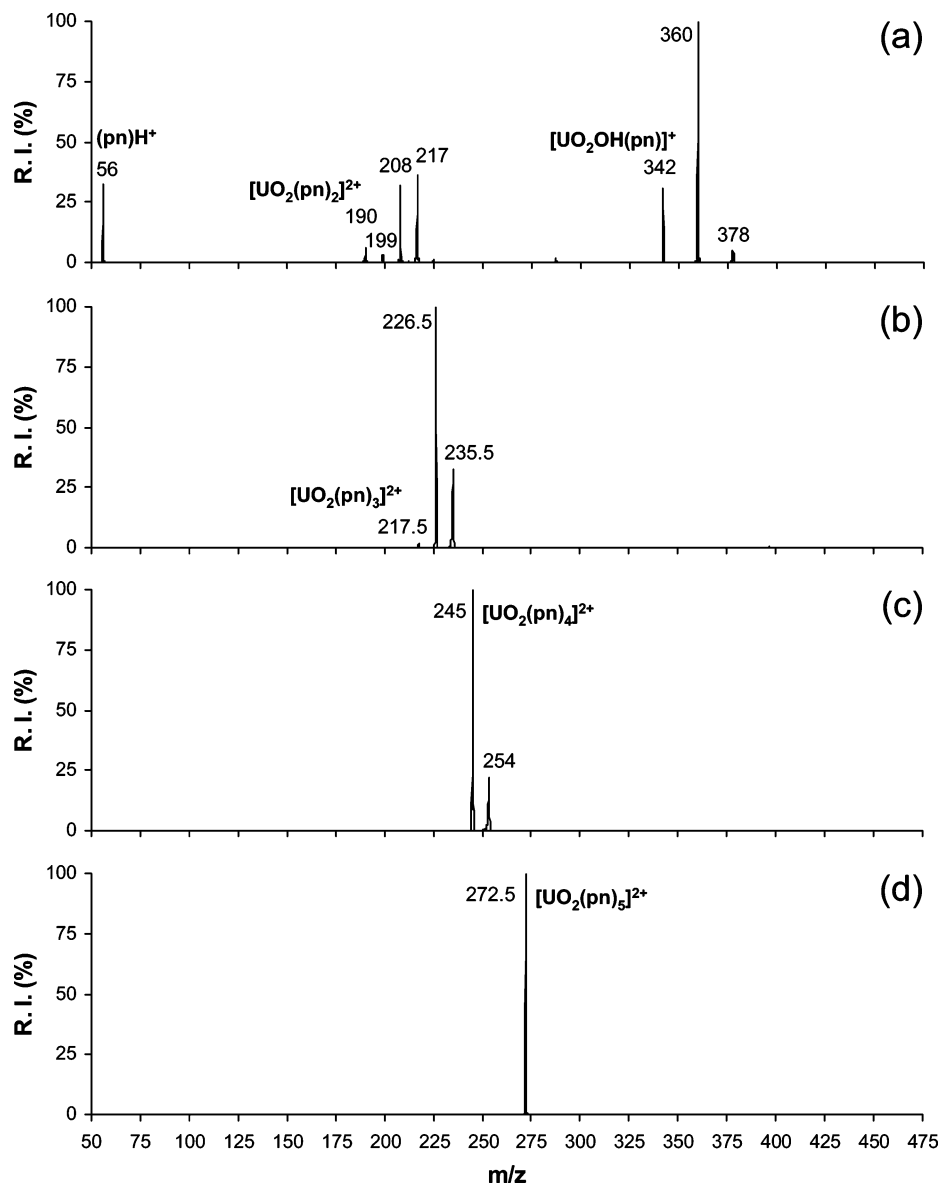 (a)
100
75
50
25
0
R. I. (%)
(pn)H⁺
56
[UO₂(pn)₂]²⁺
190
199
208
217
[UO₂OH(pn)]⁺
342
360
378
(b)
100
75
50
25
0
R. I. (%)
226.5
235.5
[UO₂(pn)₃]²⁺
217.5
(c)
100
75
50
25
0
R. I. (%)
245
[UO₂(pn)₄]²⁺
254
(d)
100
75
50
25
0
R. I. (%)
272.5
[UO₂(pn)₅]²⁺
50 75 100 125 150 175 200 225 250 275 300 325 350 375 400 425 450 475
m/z